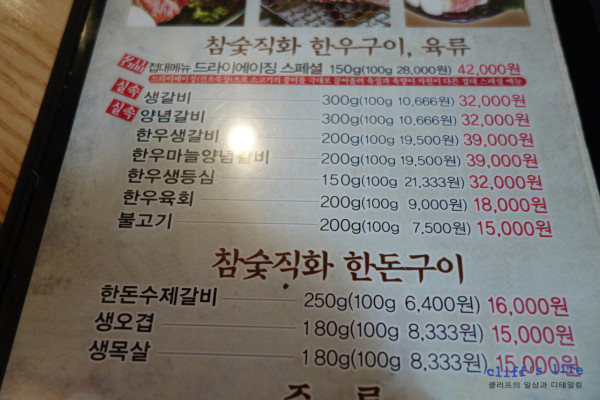 참숯직화 한우구이, 육류
접대메뉴 드라이에이징 스페셜 150g(100g 28,000원) 42,000원
실속 생갈비 300g(100g 10,666원) 32,000원
실속 양념갈비 300g(100g 10,666원) 32,000원
한우생갈비 200g(100g 19,500원) 39,000원
한우마늘양념갈비 200g(100g 19,500원) 39,000원
한우생등심 150g(100g 21,333원) 32,000원
한우육회 200g(100g 9,000원) 18,000원
불고기 200g(100g 7,500원) 15,000원
참숯직화 한돈구이
한돈수제갈비 250g(100g 6,400원) 16,000원
생오겹 180g(100g 8,333원) 15,000원
생목살 180g(100g 8,333원) 15,000원
cliff's life
클리프의 일상과 디테일링
주 류